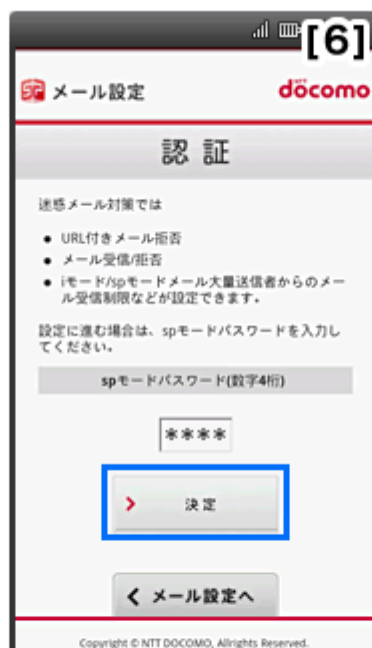 [6]
メール設定
döcomo
認 証
迷惑メール対策では
● URL付きメール拒否
● メール受信/拒否
● iモード/spモードメール大量送信者からのメー
ル受信制限などが設定できます。
設定に進む場合は、spモードパスワードを入力し
てください。
spモードパスワード(数字4桁)
****
決定
メール設定へ
Copyright © NTT DOCOMO, Allrights Reserved.